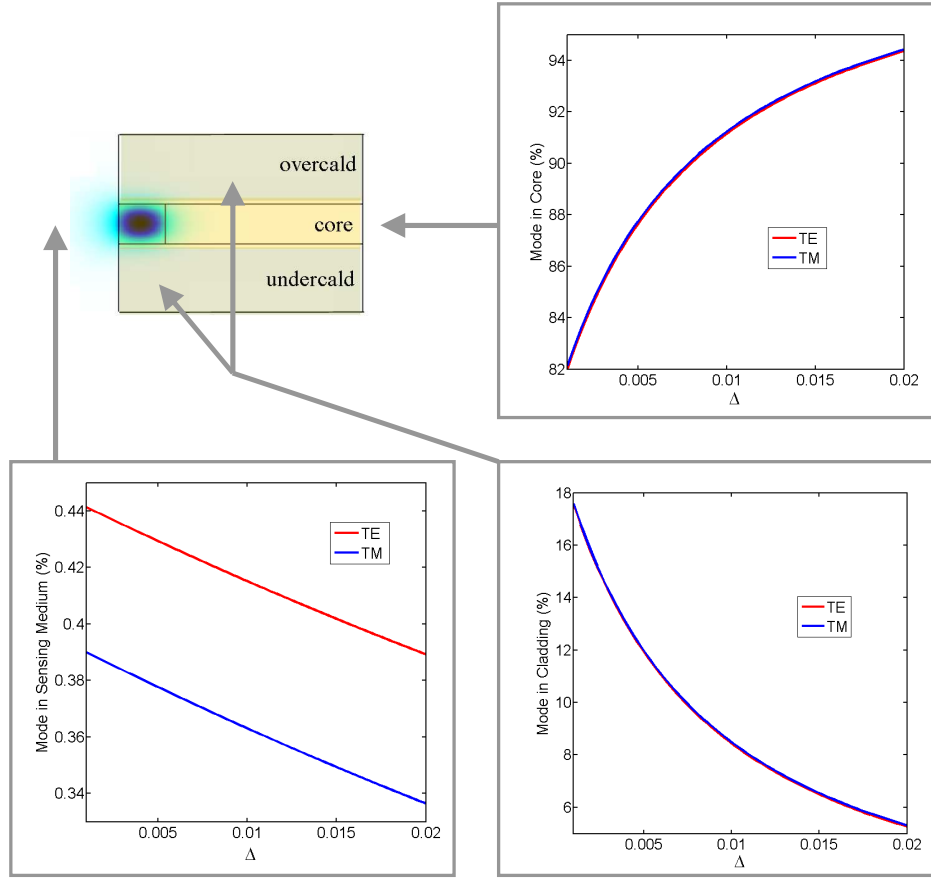 overcald
core
undercald
Mode in Core (%)
94
92
90
88
86
84
82
0.005
0.01
0.015
0.02
Δ
TE
TM
Mode in Sensing Medium (%)
0.44
0.42
0.4
0.38
0.36
0.34
0.005
0.01
0.015
0.02
Δ
TE
TM
Mode in Cladding (%)
18
16
14
12
10
8
6
0.005
0.01
0.015
0.02
Δ
TE
TM